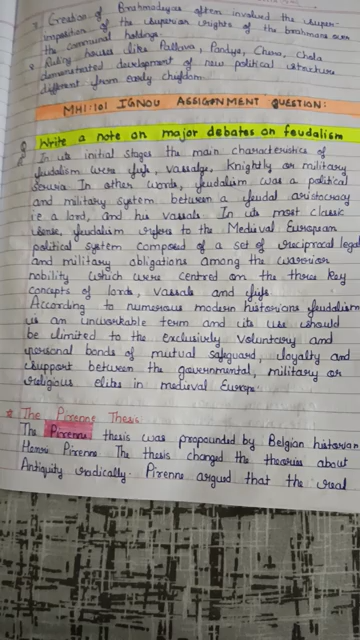 7. Creation of Brahmadeyas often involved the super-
imposition of the superior rights of the brahmans over
the communal holdings.
8. Ruling houses like Pallava, Pandya, Chera, Chola
demonstrated development of new political structure
different from early chiefdom.
MHI:101 IGNOU ASSIGNMENT QUESTION:
Q Write a note on major debates on feudalism
In its initial stages the main characteristics of
feudalism were fiefs, vassalge, Knightly or military
In other words, feudalism was a political
and military system between a feudal aristocracy
i.e a lord, and his vassals. In its most classic
sense, feudalism refers to the Medieval European
political system composed of a set of reciprocal legal
and military obligations among the warrior
nobility which were centred on the three key
concepts of lords, vassals and fiefs.
According to numerous modern historians feudalism
is an unworkable term and its use should
be limited to the exclusively voluntary and
personal bonds of mutual safeguard, loyalty and
support between the governmental, military or
religious elites in medieval Europe.
* The Pirenne Thesis:
The Pirenne thesis was propounded by Belgian historian
Henri Pirenne. The thesis changed the theories about
Antiquity radically. Pirenne argued that the real